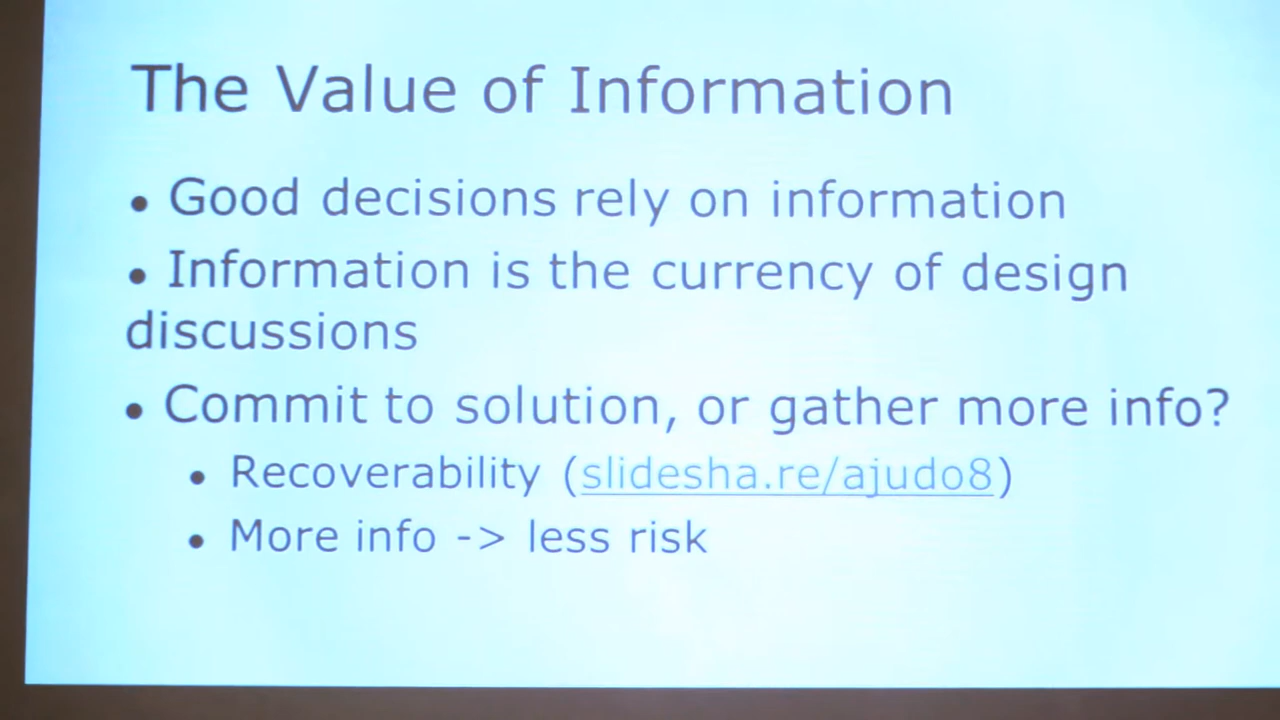 The Value of Information
• Good decisions rely on information
• Information is the currency of design
discussions
• Commit to solution, or gather more info?
• Recoverability (slidesha.re/ajudo8)
• More info -> less risk